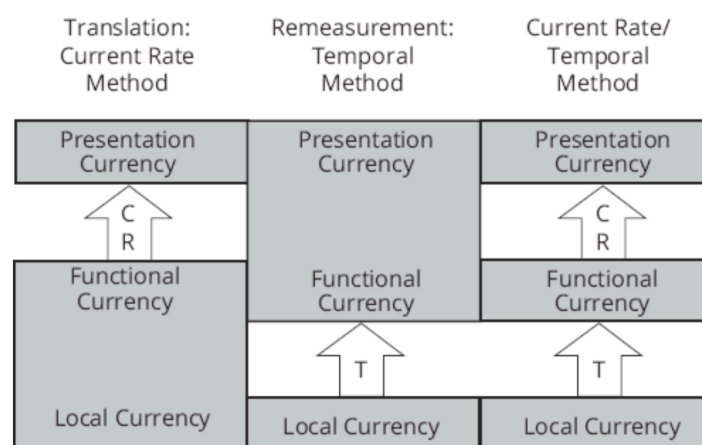 Translation:
Current Rate
Method
Remeasurement:
Temporal
Method
Current Rate/
Temporal
Method
Presentation
Currency
Presentation
Currency
Presentation
Currency
C
R
C
R
Functional
Currency
Functional
Currency
Functional
Currency
T
T
Local Currency
Local Currency
Local Currency